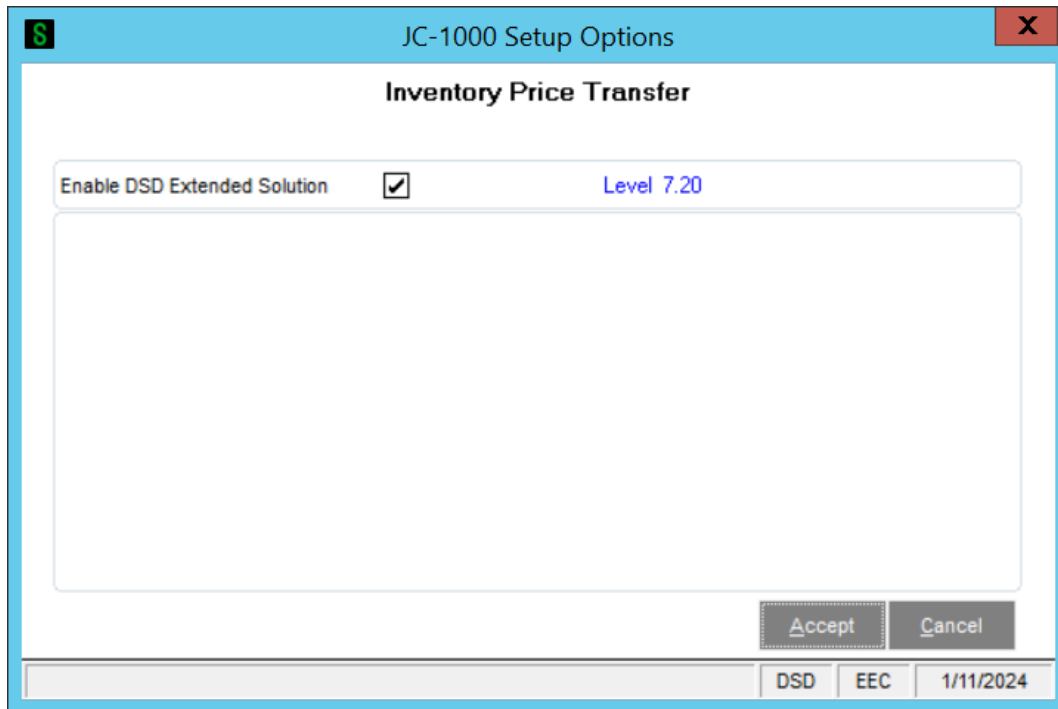 S
JC-1000 Setup Options
X
Inventory Price Transfer
Enable DSD Extended Solution
Level 7.20
Accept
Cancel
DSD
EEC
1/11/2024